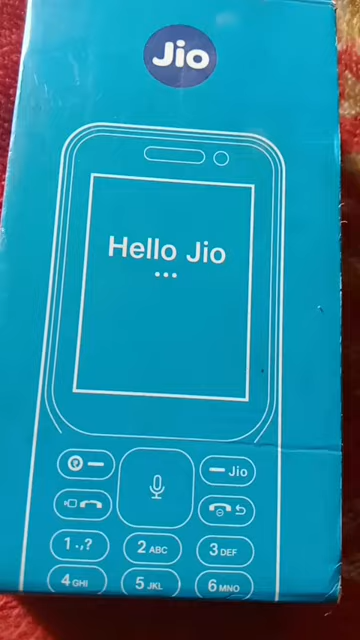 Jio
Hello Jio
Jio
1 .,?
2 ABC
3 DEF
4 GHI
5 JKL
6 MNO